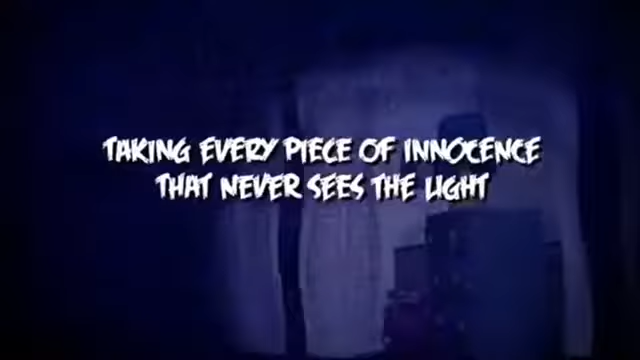 TAKING EVERY PIECE OF INNOCENCE
THAT NEVER SEES THE LIGHT